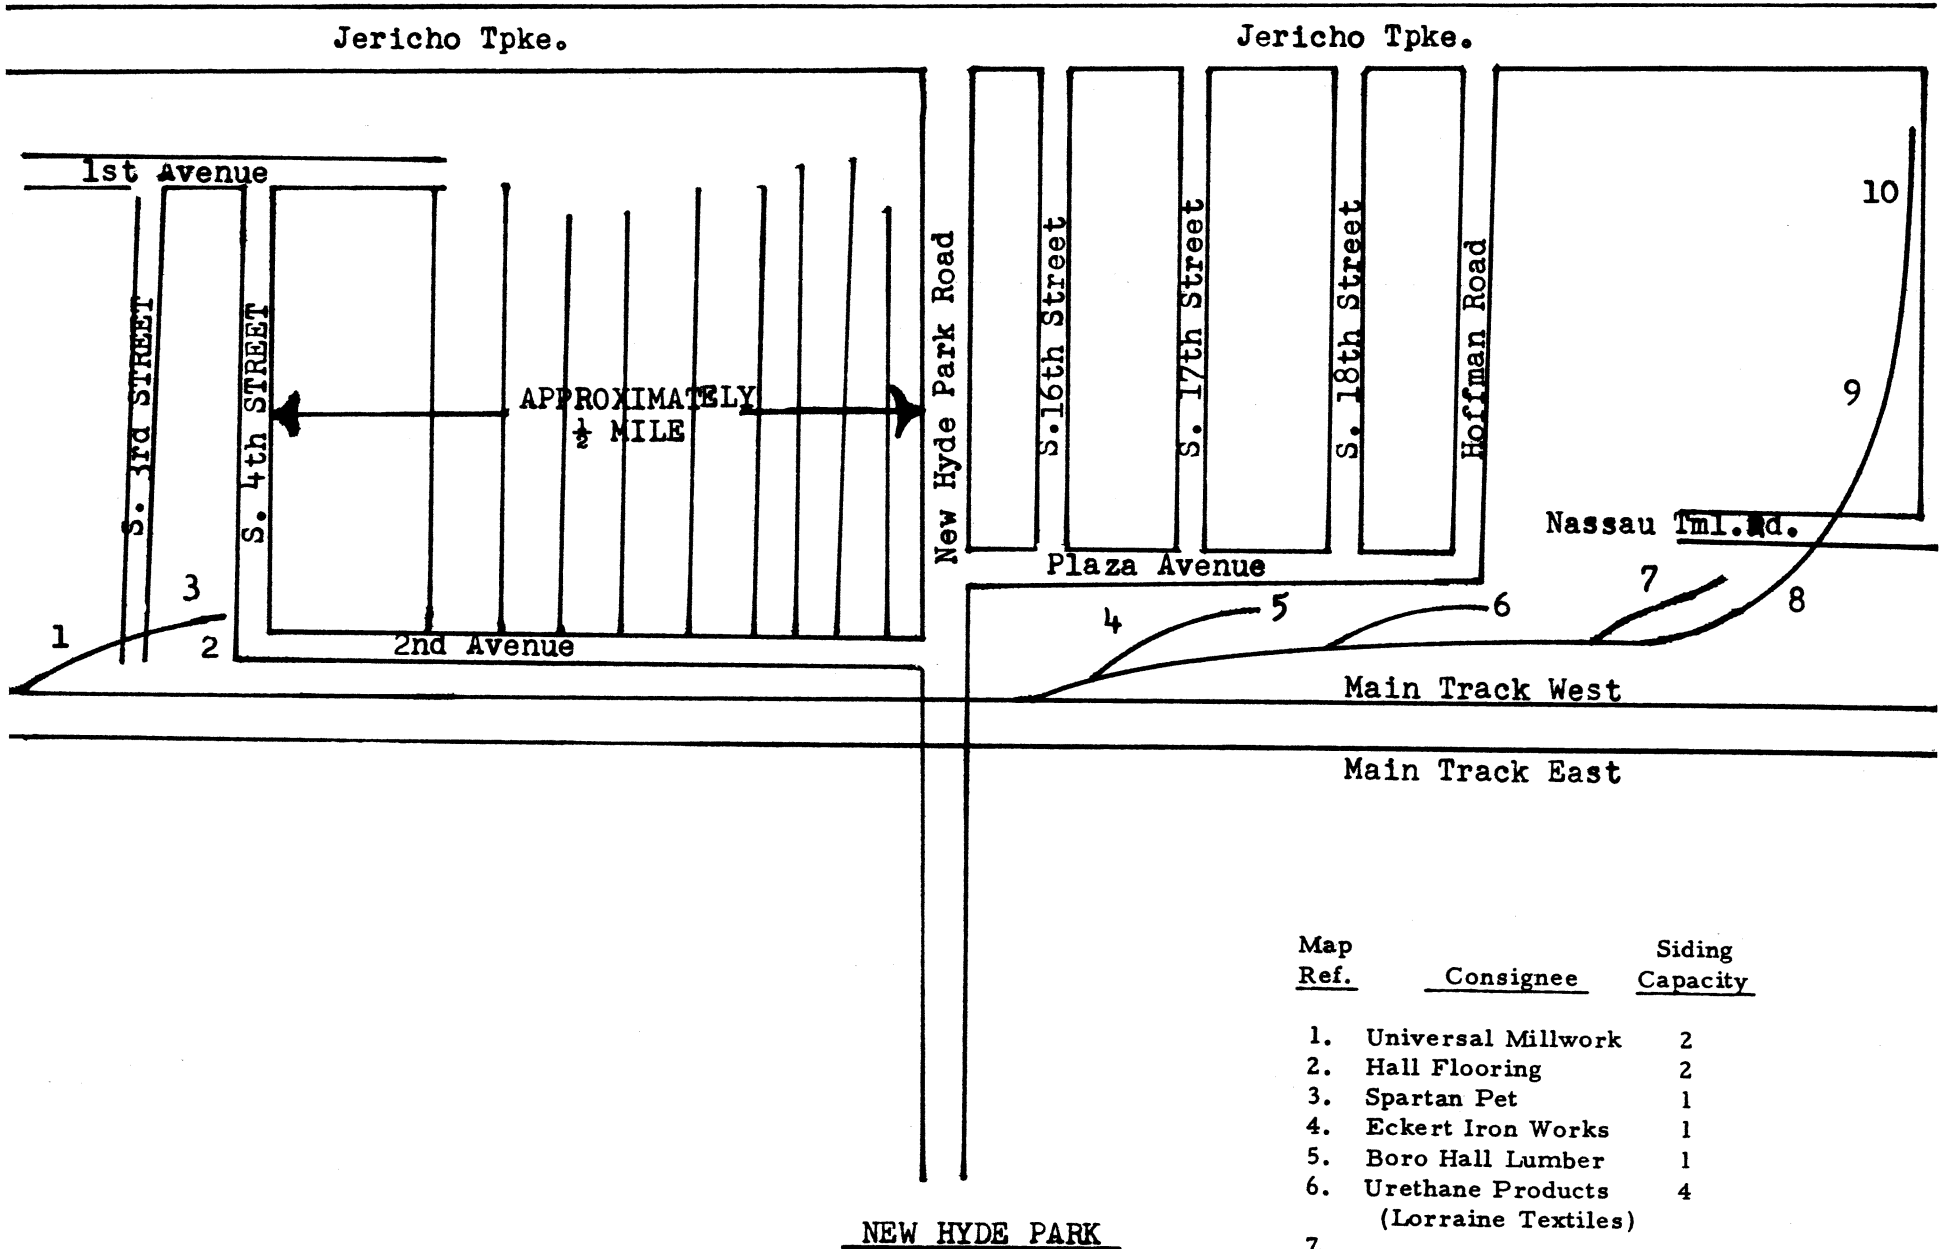 Jericho Tpke.
Jericho Tpke.
1st Avenue
10
S. 3rd STREET
S. 4th STREET
APPROXIMATELY
½ MILE
New Hyde Park Road
S.16th Street
S. 17th Street
S. 18th Street
Hoffman Road
9
Nassau Tml.Rd.
Plaza Avenue
3
7
8
1
2
2nd Avenue
4
5
6
Main Track West
Main Track East
Map Siding
Ref. Consignee Capacity
1. Universal Millwork 2
2. Hall Flooring 2
3. Spartan Pet 1
4. Eckert Iron Works 1
5. Boro Hall Lumber 1
6. Urethane Products 4
(Lorraine Textiles)
NEW HYDE PARK
7